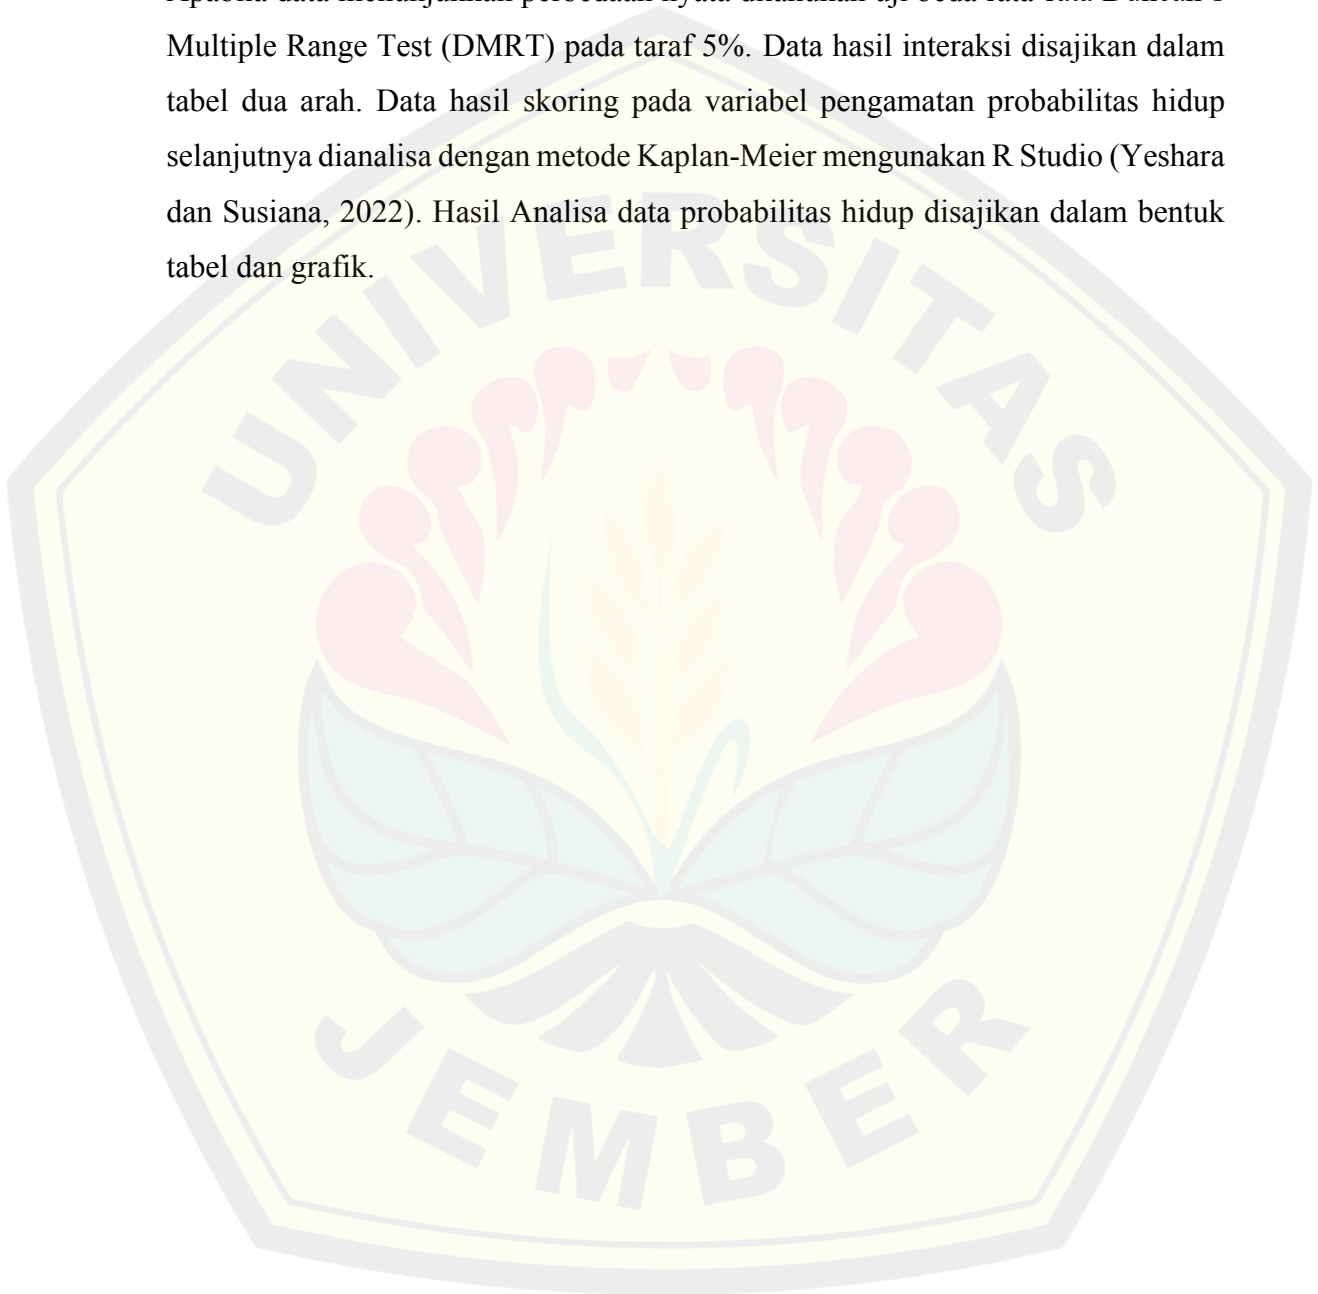 Multiple Range Test (DMRT) pada taraf 5%. Data hasil interaksi disajikan dalam
tabel dua arah. Data hasil skoring pada variabel pengamatan probabilitas hidup
selanjutnya dianalisa dengan metode Kaplan-Meier mengunakan R Studio (Yeshara
dan Susiana, 2022). Hasil Analisa data probabilitas hidup disajikan dalam bentuk
tabel dan grafik.
UNIVERSITAS
JEMBER